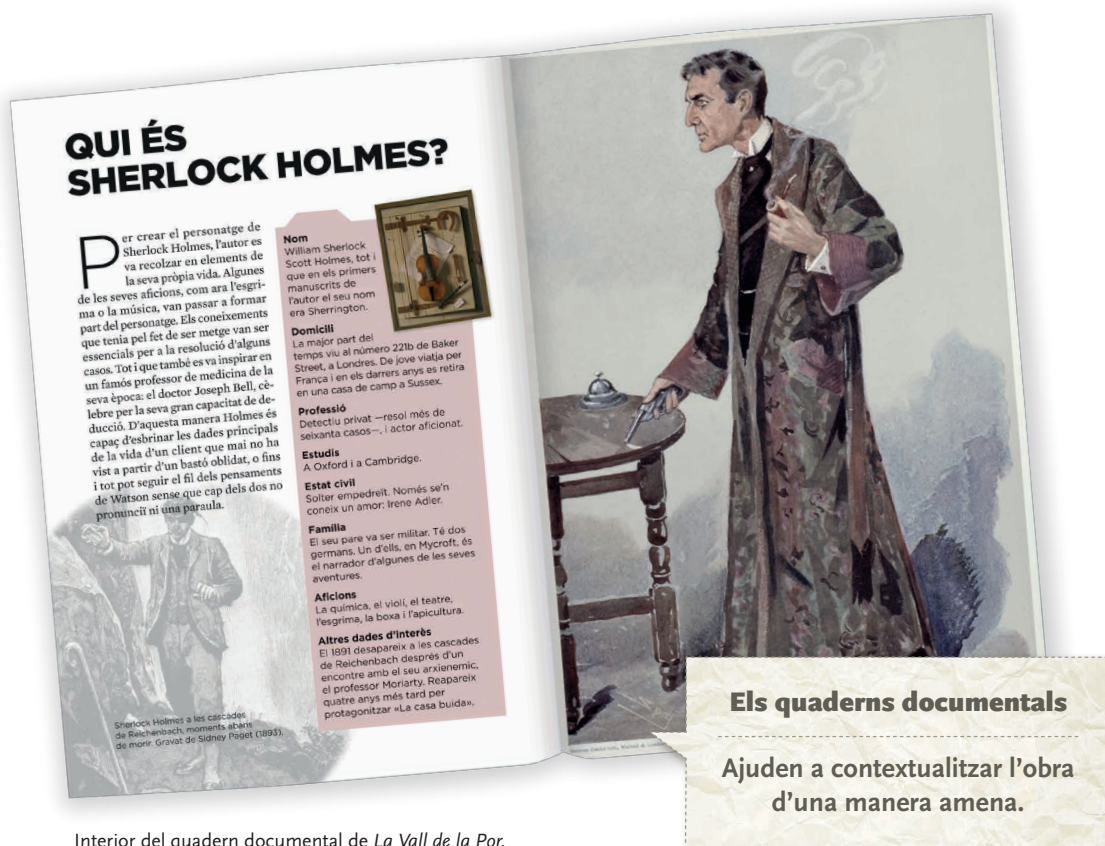 QUI ÉS
SHERLOCK HOLMES?
Per crear el personatge de
Sherlock Holmes, l'autor es
va recolzar en elements de
la seva pròpia vida. Algunes
de les seves aficions, com ara l'esgri-
ma o la música, van passar a formar
part del personatge. Els coneixements
que tenia pel fet de ser metge van ser
essencials per a la resolució d'alguns
casos. Tot i que també es va inspirar en
un famós professor de medicina de la
seva època: el doctor Joseph Bell, cè-
lebre per la seva gran capacitat de de-
ducció. D'aquesta manera Holmes és
capaç d'esbrinar les dades principals
de la vida d'un client que mai no ha
vist a partir d'un bastó oblidat, o fins
i tot pot seguir el fil dels pensaments
de Watson sense que cap dels dos no
pronunciï ni una paraula.
Sherlock Holmes a les cascades
de Reichenbach, moments abans
de morir. Gravat de Sidney Paget (1893).
Nom
William Sherlock
Scott Holmes, tot i
que en els primers
manuscrits de
l'autor el seu nom
era Sherrington.
Domicili
La major part del
temps viu al número 221b de Baker
Street, a Londres. De jove viatja per
França i en els darrers anys es retira
en una casa de camp a Sussex.
Professió
Detectiu privat —resol més de
seixanta casos—, i actor aficionat.
Estudis
A Oxford i a Cambridge.
Estat civil
Solter empedreït. Només se'n
coneix un amor: Irene Adler.
Família
El seu pare va ser militar. Té dos
germans. Un d'ells, en Mycroft, és
el narrador d'algunes de les seves
aventures.
Aficions
La química, el violí, el teatre,
l'esgrima, la boxa i l'apicultura.
Altres dades d'interès
El 1891 desapareix a les cascades
de Reichenbach després d'un
encontre amb el seu arxienemic,
el professor Moriarty. Reapareix
quatre anys més tard per
protagonitzar «La casa buida».
Els quaderns documentals
Ajuden a contextualitzar l'obra
d'una manera amena.
Interior del quadern documental de La Vall de la Por.